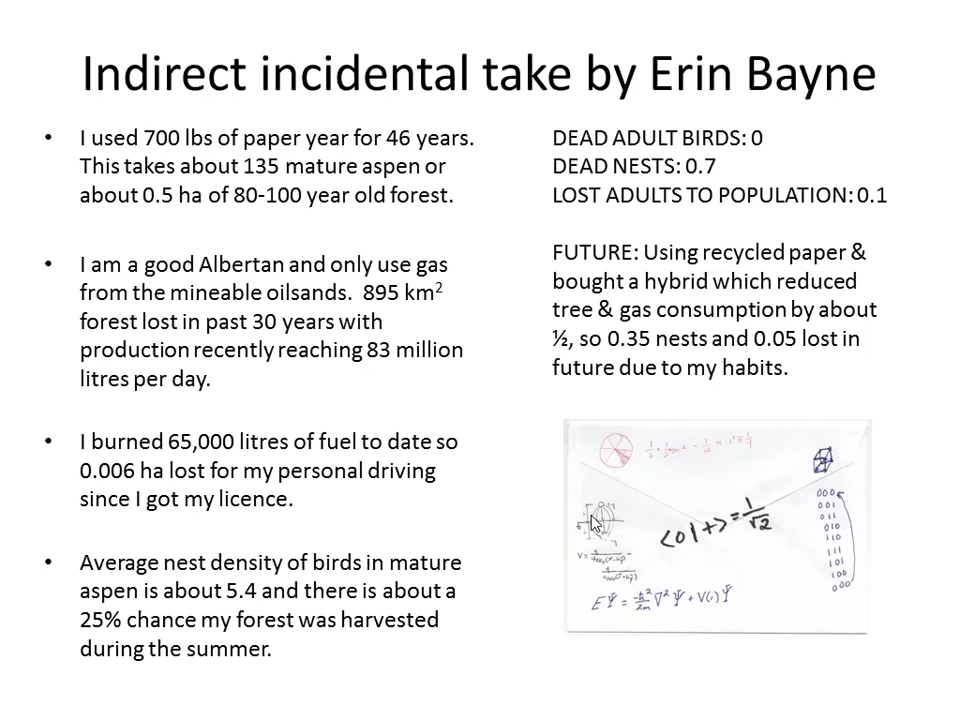 Indirect incidental take by Erin Bayne
• I used 700 lbs of paper year for 46 years.
This takes about 135 mature aspen or
about 0.5 ha of 80-100 year old forest.
• I am a good Albertan and only use gas
from the mineable oilsands. 895 km²
forest lost in past 30 years with
production recently reaching 83 million
litres per day.
• I burned 65,000 litres of fuel to date so
0.006 ha lost for my personal driving
since I got my licence.
• Average nest density of birds in mature
aspen is about 5.4 and there is about a
25% chance my forest was harvested
during the summer.
DEAD ADULT BIRDS: 0
DEAD NESTS: 0.7
LOST ADULTS TO POPULATION: 0.1
FUTURE: Using recycled paper &
bought a hybrid which reduced
tree & gas consumption by about
½, so 0.35 nests and 0.05 lost in
future due to my habits.
<0|+> = 1/√2
EΨ = -ħ²/2m ∇²Ψ + V(r)Ψ
000
001
011
010
110
111
101
100
000